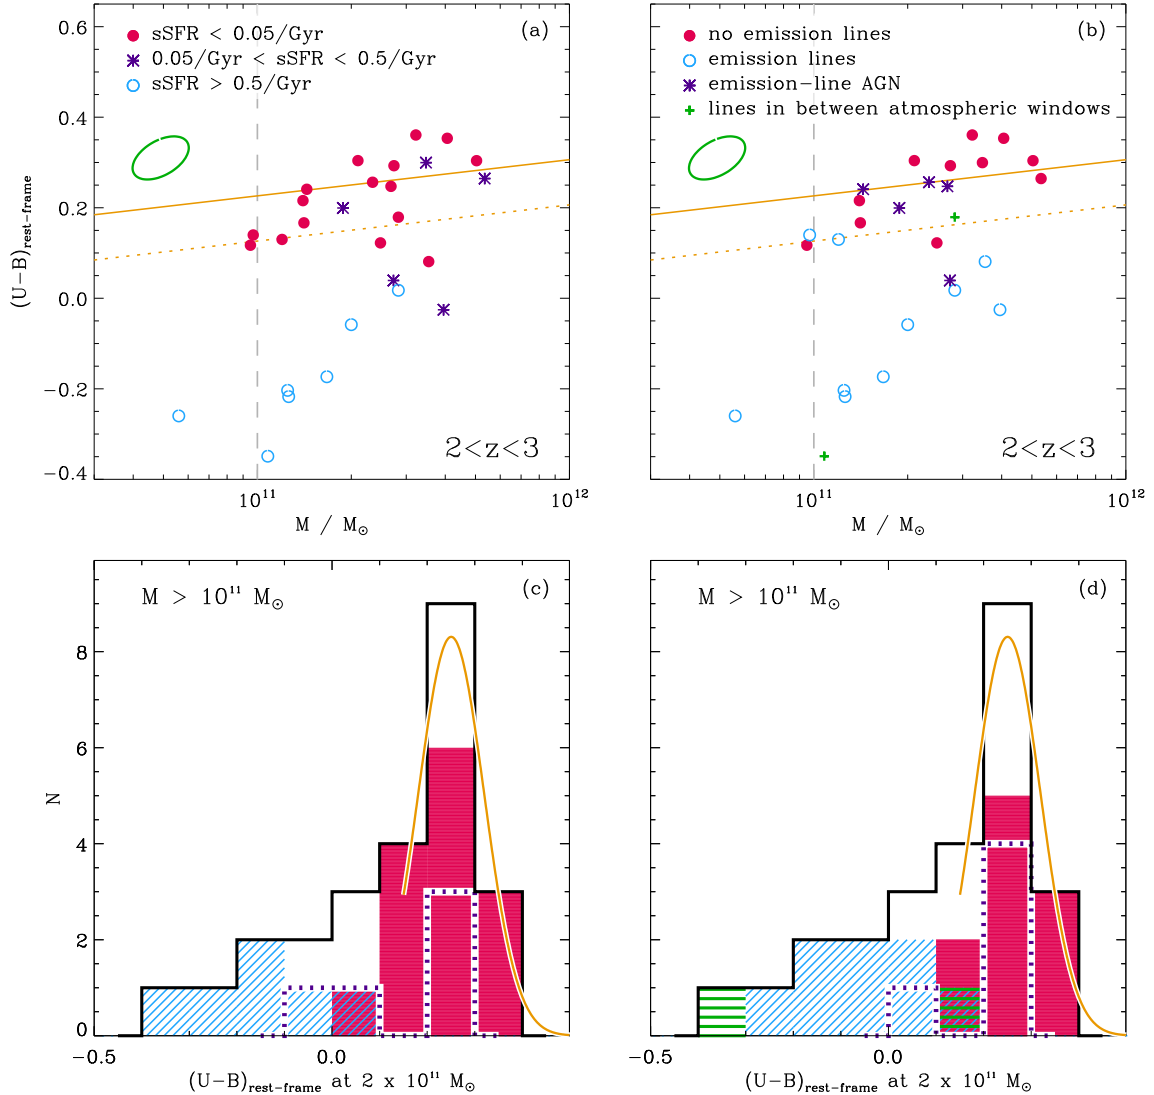 (a)
sSFR < 0.05/Gyr
0.05/Gyr < sSFR < 0.5/Gyr
sSFR > 0.5/Gyr
0.6
0.4
0.2
0.0
−0.2
−0.4
(U−B)rest−frame
2<z<3
10¹¹
10¹²
M / M⊙
(b)
no emission lines
emission lines
emission−line AGN
lines in between atmospheric windows
2<z<3
10¹¹
10¹²
M / M⊙
(c)
M > 10¹¹ M⊙
8
6
4
2
0
N
−0.5
0.0
(U−B)rest−frame at 2 x 10¹¹ M⊙
(d)
M > 10¹¹ M⊙
−0.5
0.0
(U−B)rest−frame at 2 x 10¹¹ M⊙